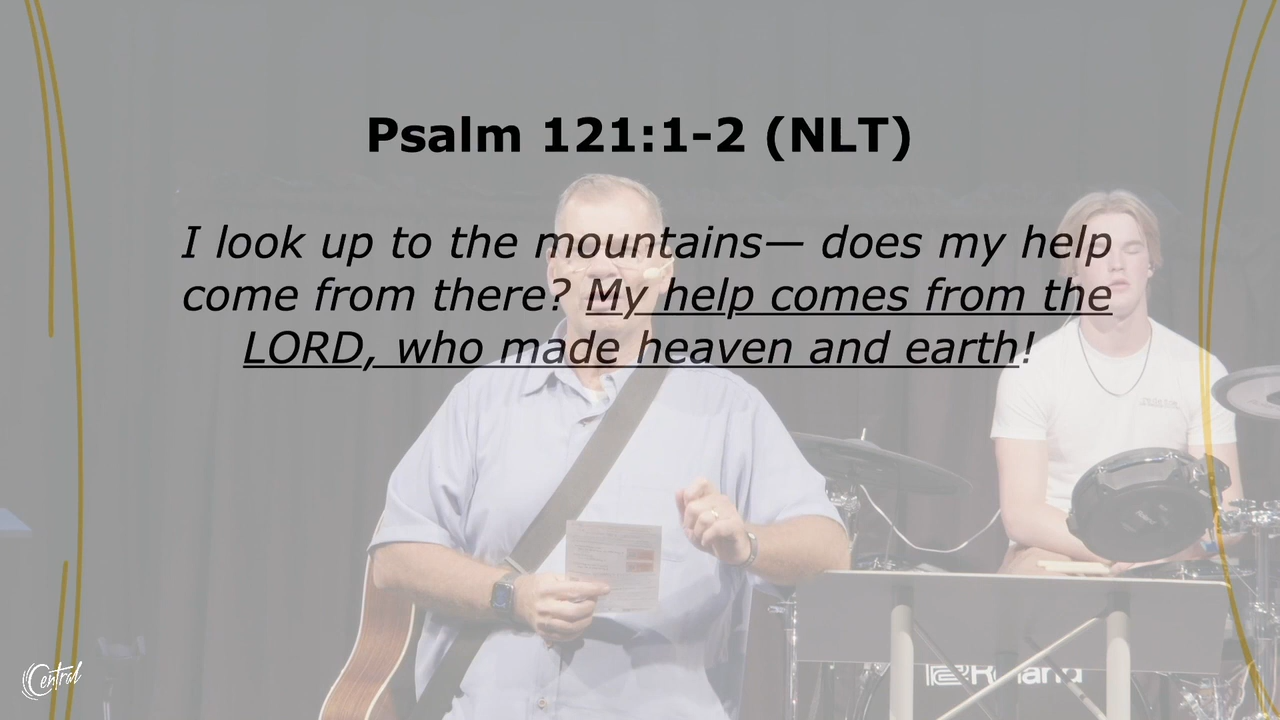 Psalm 121:1-2 (NLT)
I look up to the mountains— does my help
come from there? My help comes from the
LORD, who made heaven and earth!
Central
Roland